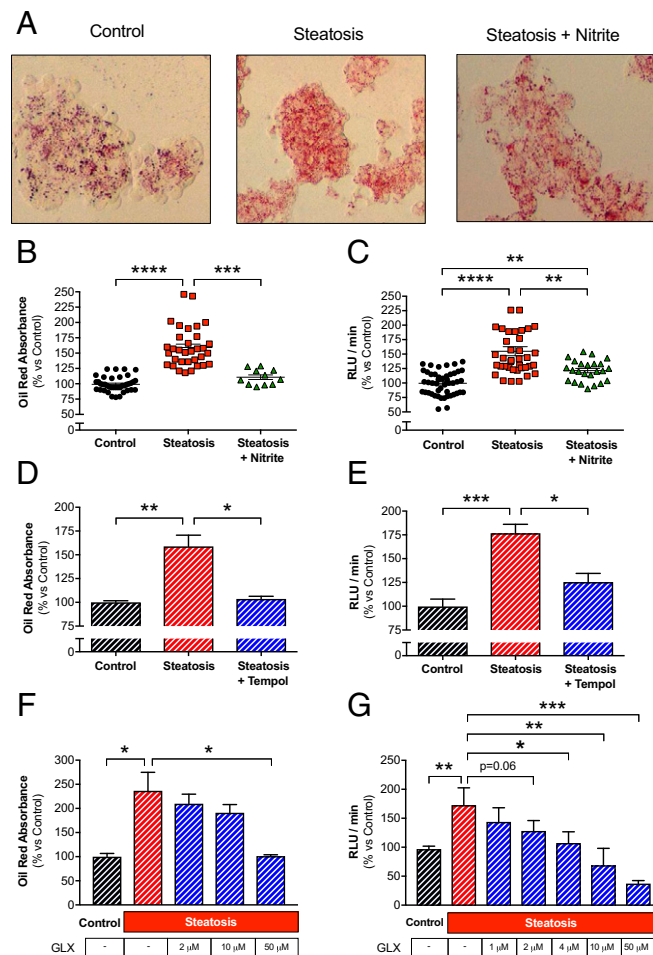 A
Control
Steatosis
Steatosis + Nitrite
B
Oil Red Absorbance
(% vs Control)
250
225
200
175
150
125
100
75
50
25
0
****
***
Control
Steatosis
Steatosis
+ Nitrite
C
RLU / min
(% vs Control)
250
225
200
175
150
125
100
75
50
25
0
**
****
**
Control
Steatosis
Steatosis
+ Nitrite
D
Oil Red Absorbance
(% vs Control)
200
175
150
125
100
75
25
0
**
*
Control
Steatosis
Steatosis
+ Tempol
E
RLU / min
(% vs Control)
200
175
150
125
100
75
25
0
***
*
Control
Steatosis
Steatosis
+ Tempol
F
Oil Red Absorbance
(% vs Control)
300
250
200
150
100
50
0
*
*
Control
Steatosis
GLX
-
-
2 µM
10 µM
50 µM
G
RLU / min
(% vs Control)
250
200
150
100
50
0
***
**
*
p=0.06
**
Control
Steatosis
GLX
-
-
1 µM
2 µM
4 µM
10 µM
50 µM